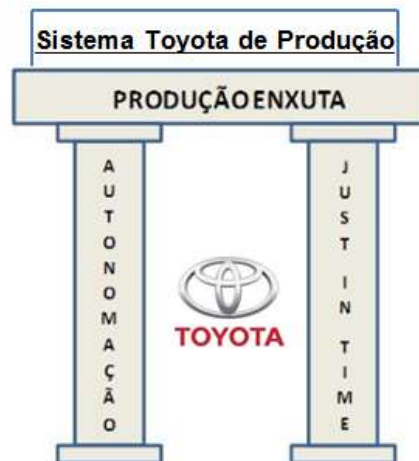 Sistema Toyota de Produção
PRODUÇÃO ENXUTA
AUTONOMAÇÃO
JUST IN TIME
TOYOTA